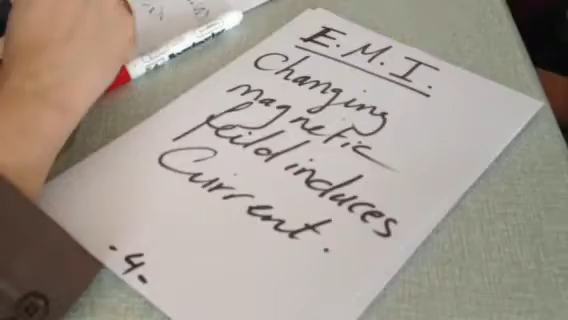 E.M.I.
Changing
magnetic
feild induces
Current.
-4-